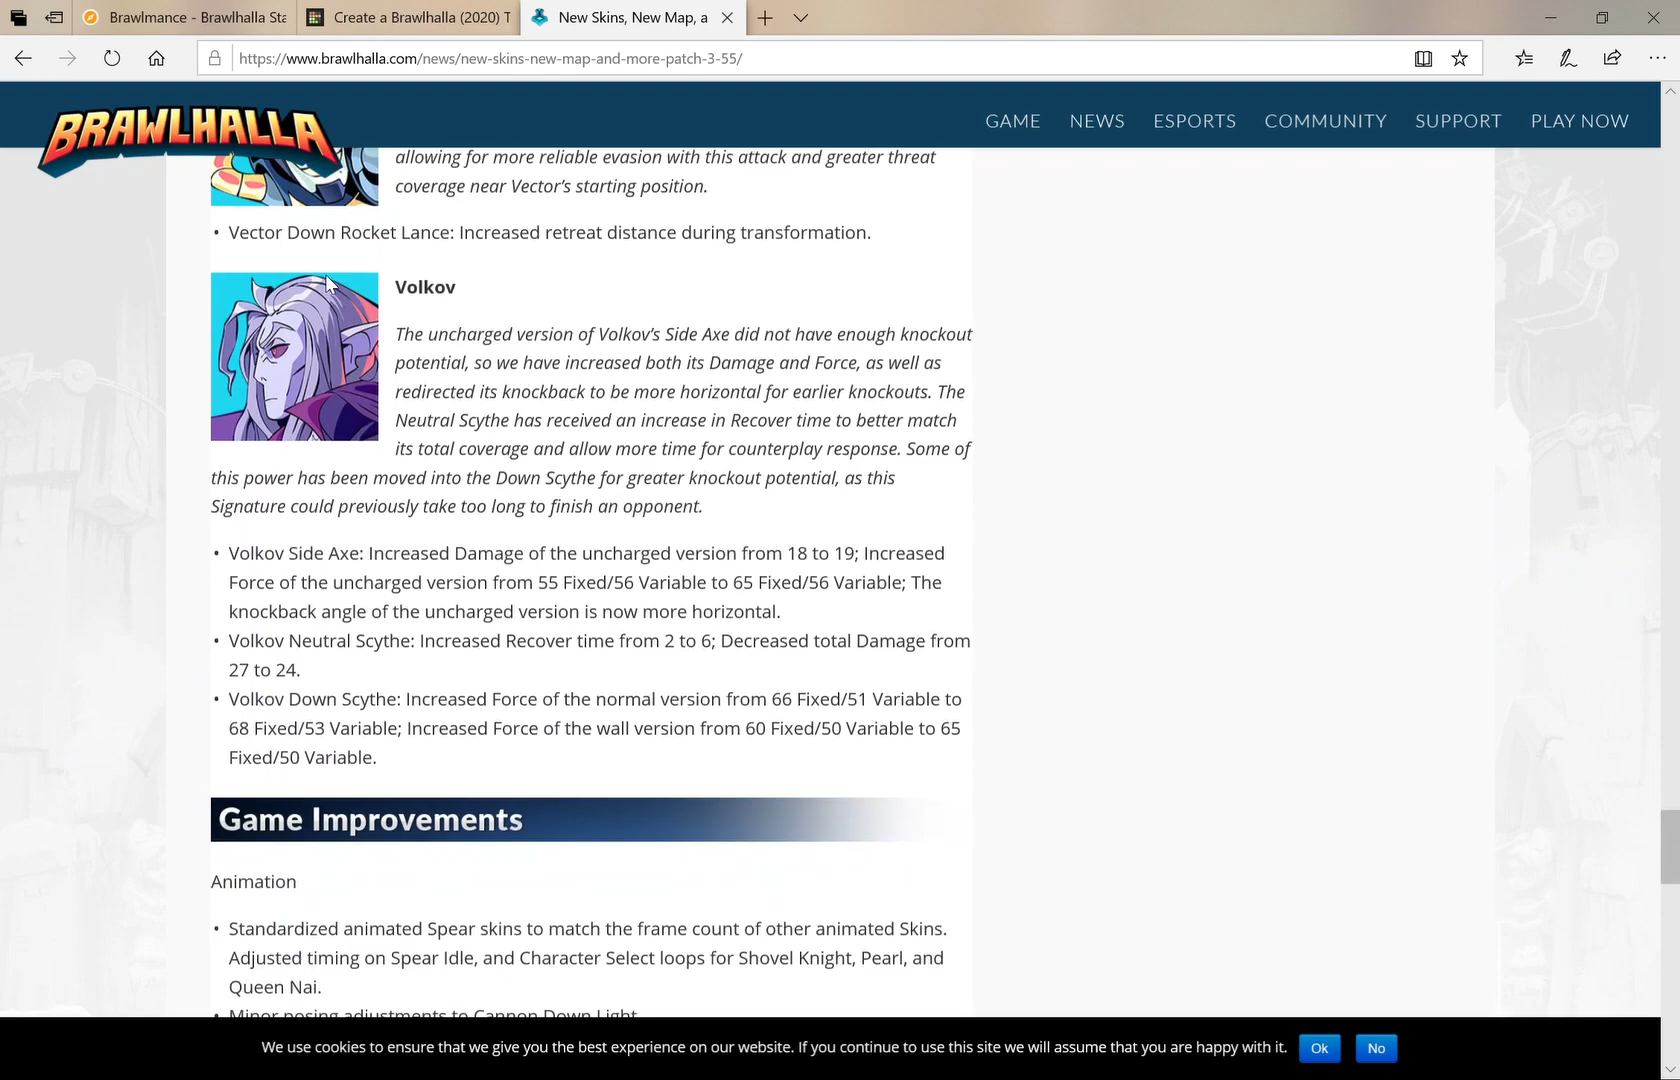 Brawlmance - Brawlhalla Sta
Create a Brawlhalla (2020) T
New Skins, New Map, a
https://www.brawlhalla.com/news/new-skins-new-map-and-more-patch-3-55/
BRAWLHALLA
GAME NEWS ESPORTS COMMUNITY SUPPORT PLAY NOW
allowing for more reliable evasion with this attack and greater threat
coverage near Vector’s starting position.
• Vector Down Rocket Lance: Increased retreat distance during transformation.
Volkov
The uncharged version of Volkov’s Side Axe did not have enough knockout
potential, so we have increased both its Damage and Force, as well as
redirected its knockback to be more horizontal for earlier knockouts. The
Neutral Scythe has received an increase in Recover time to better match
its total coverage and allow more time for counterplay response. Some of
this power has been moved into the Down Scythe for greater knockout potential, as this
Signature could previously take too long to finish an opponent.
• Volkov Side Axe: Increased Damage of the uncharged version from 18 to 19; Increased
Force of the uncharged version from 55 Fixed/56 Variable to 65 Fixed/56 Variable; The
knockback angle of the uncharged version is now more horizontal.
• Volkov Neutral Scythe: Increased Recover time from 2 to 6; Decreased total Damage from
27 to 24.
• Volkov Down Scythe: Increased Force of the normal version from 66 Fixed/51 Variable to
68 Fixed/53 Variable; Increased Force of the wall version from 60 Fixed/50 Variable to 65
Fixed/50 Variable.
Game Improvements
Animation
• Standardized animated Spear skins to match the frame count of other animated Skins.
Adjusted timing on Spear Idle, and Character Select loops for Shovel Knight, Pearl, and
Queen Nai.
• Minor posing adjustments to Cannon Down Light.
We use cookies to ensure that we give you the best experience on our website. If you continue to use this site we will assume that you are happy with it. Ok No